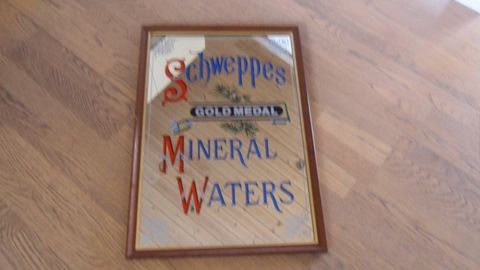 Schweppes
GOLD MEDAL
MINERAL
WATERS